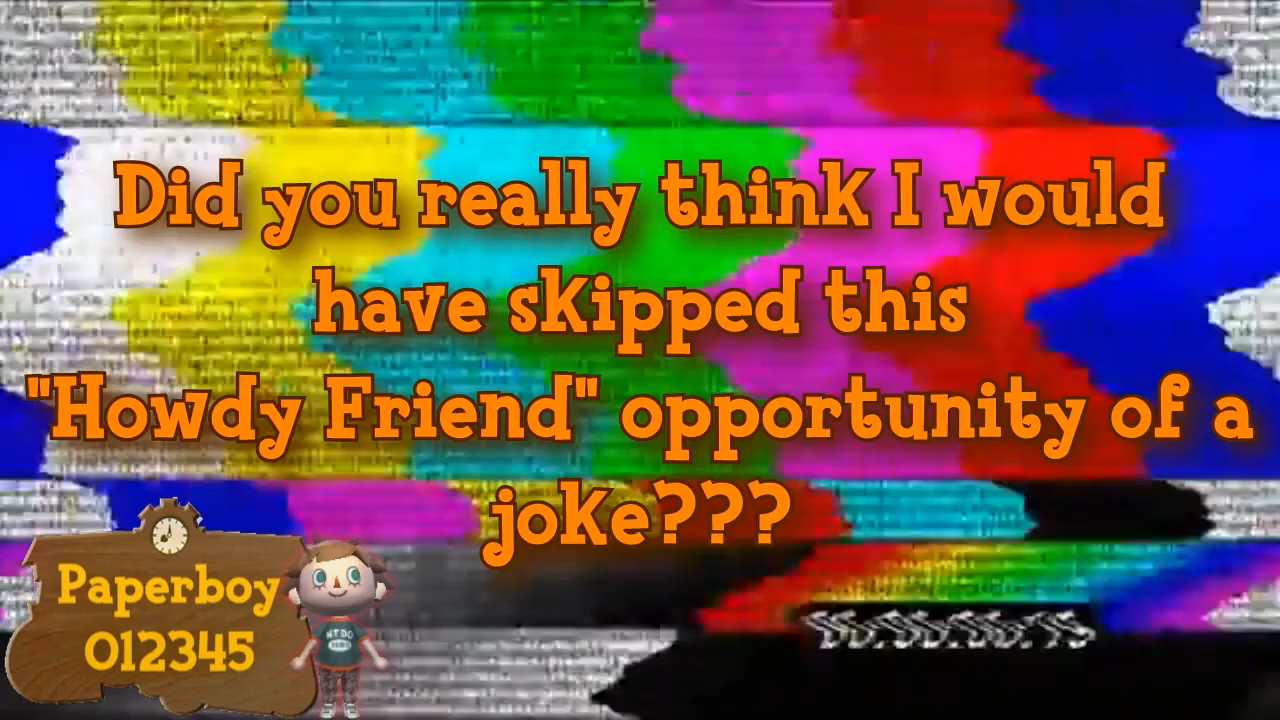 Did you really think I would
have skipped this
"Howdy Friend" opportunity of a
joke???
Paperboy
012345